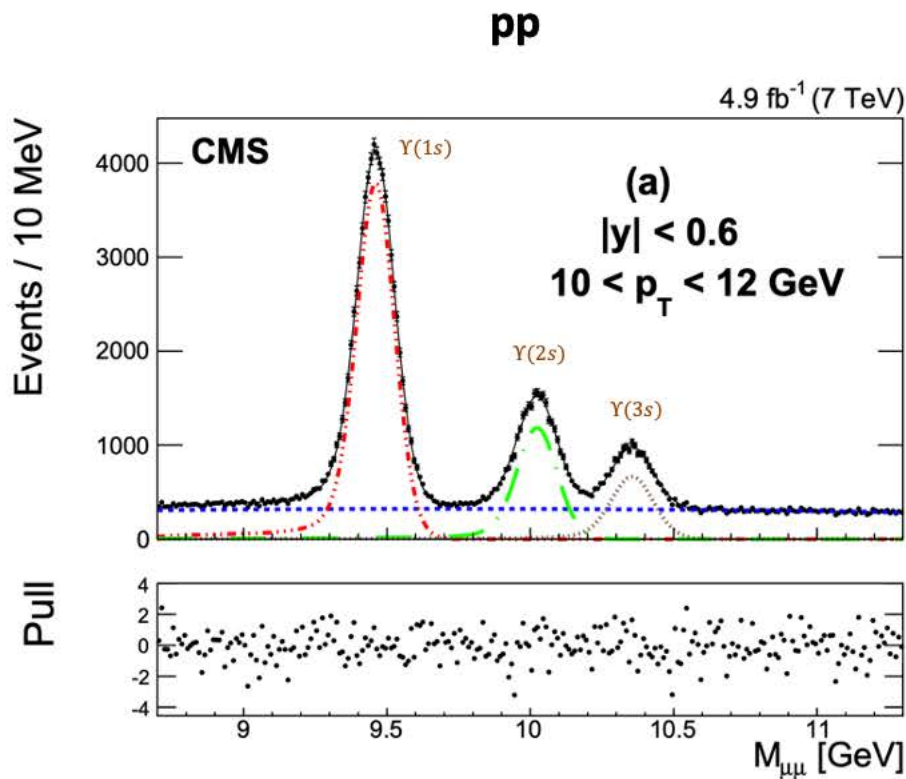 pp
4.9 fb⁻¹ (7 TeV)
CMS
ϒ(1s)
(a)
|y| < 0.6
10 < p_T < 12 GeV
ϒ(2s)
ϒ(3s)
Events / 10 MeV
4000
3000
2000
1000
0
Pull
4
2
0
-2
-4
9 9.5 10 10.5 11
M_μμ [GeV]